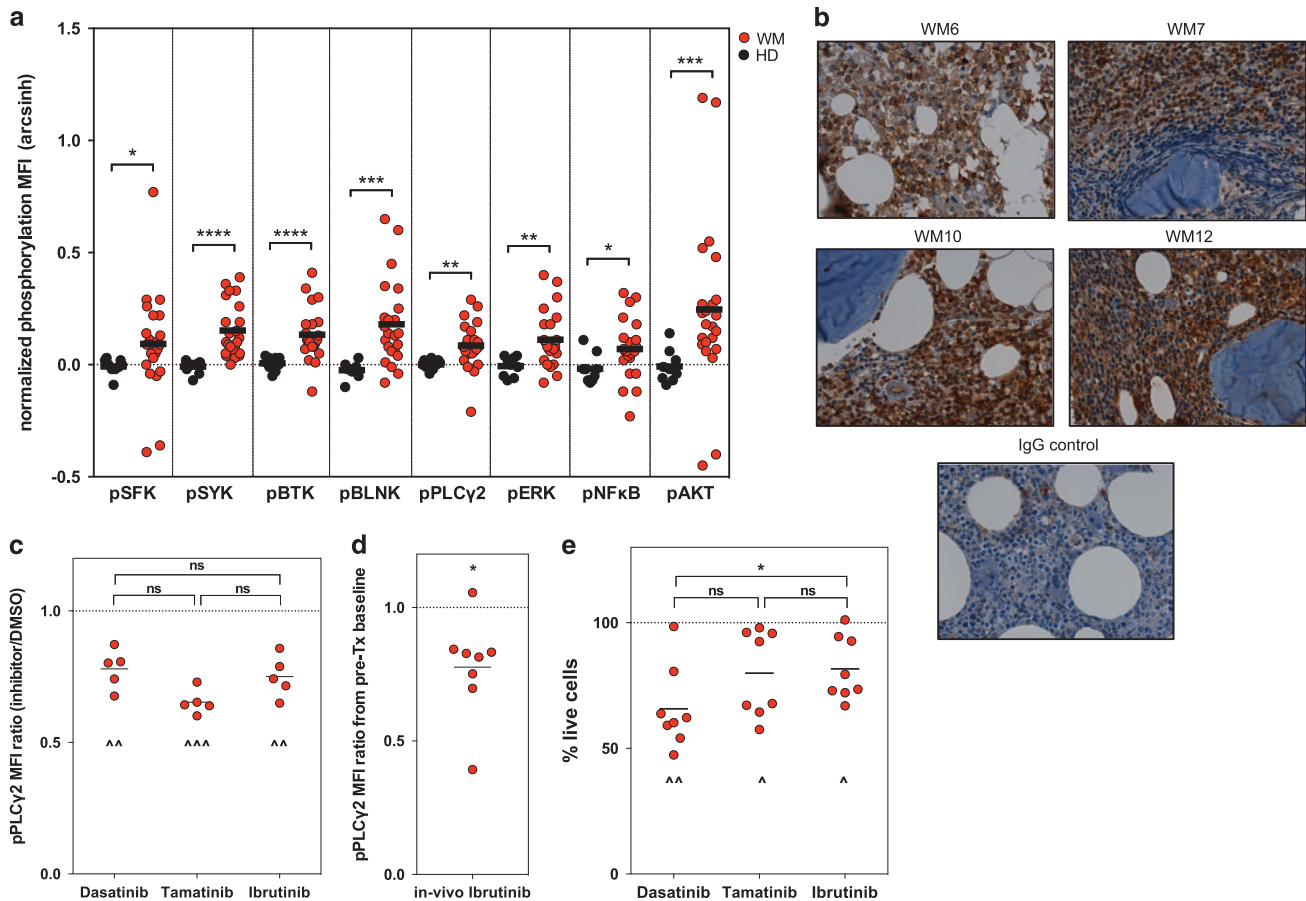 a
1.5
1.0
0.5
0.0
-0.5
normalized phosphorylation MFI (arcsinh)
* **** **** *** ** ** * ***
WM
HD
pSFK pSYK pBTK pBLNK pPLCγ2 pERK pNFκB pAKT
b
WM6 WM7
WM10 WM12
IgG control
c
pPLCγ2 MFI ratio (inhibitor/DMSO)
1.0
0.5
0.0
ns
ns ns
^^ ^^^ ^^
Dasatinib Tamatinib Ibrutinib
d
pPLCγ2 MFI ratio from pre-Tx baseline
1.0
0.5
0.0
*
in-vivo Ibrutinib
e
% live cells
100
50
0
*
ns ns
^^ ^ ^
Dasatinib Tamatinib Ibrutinib